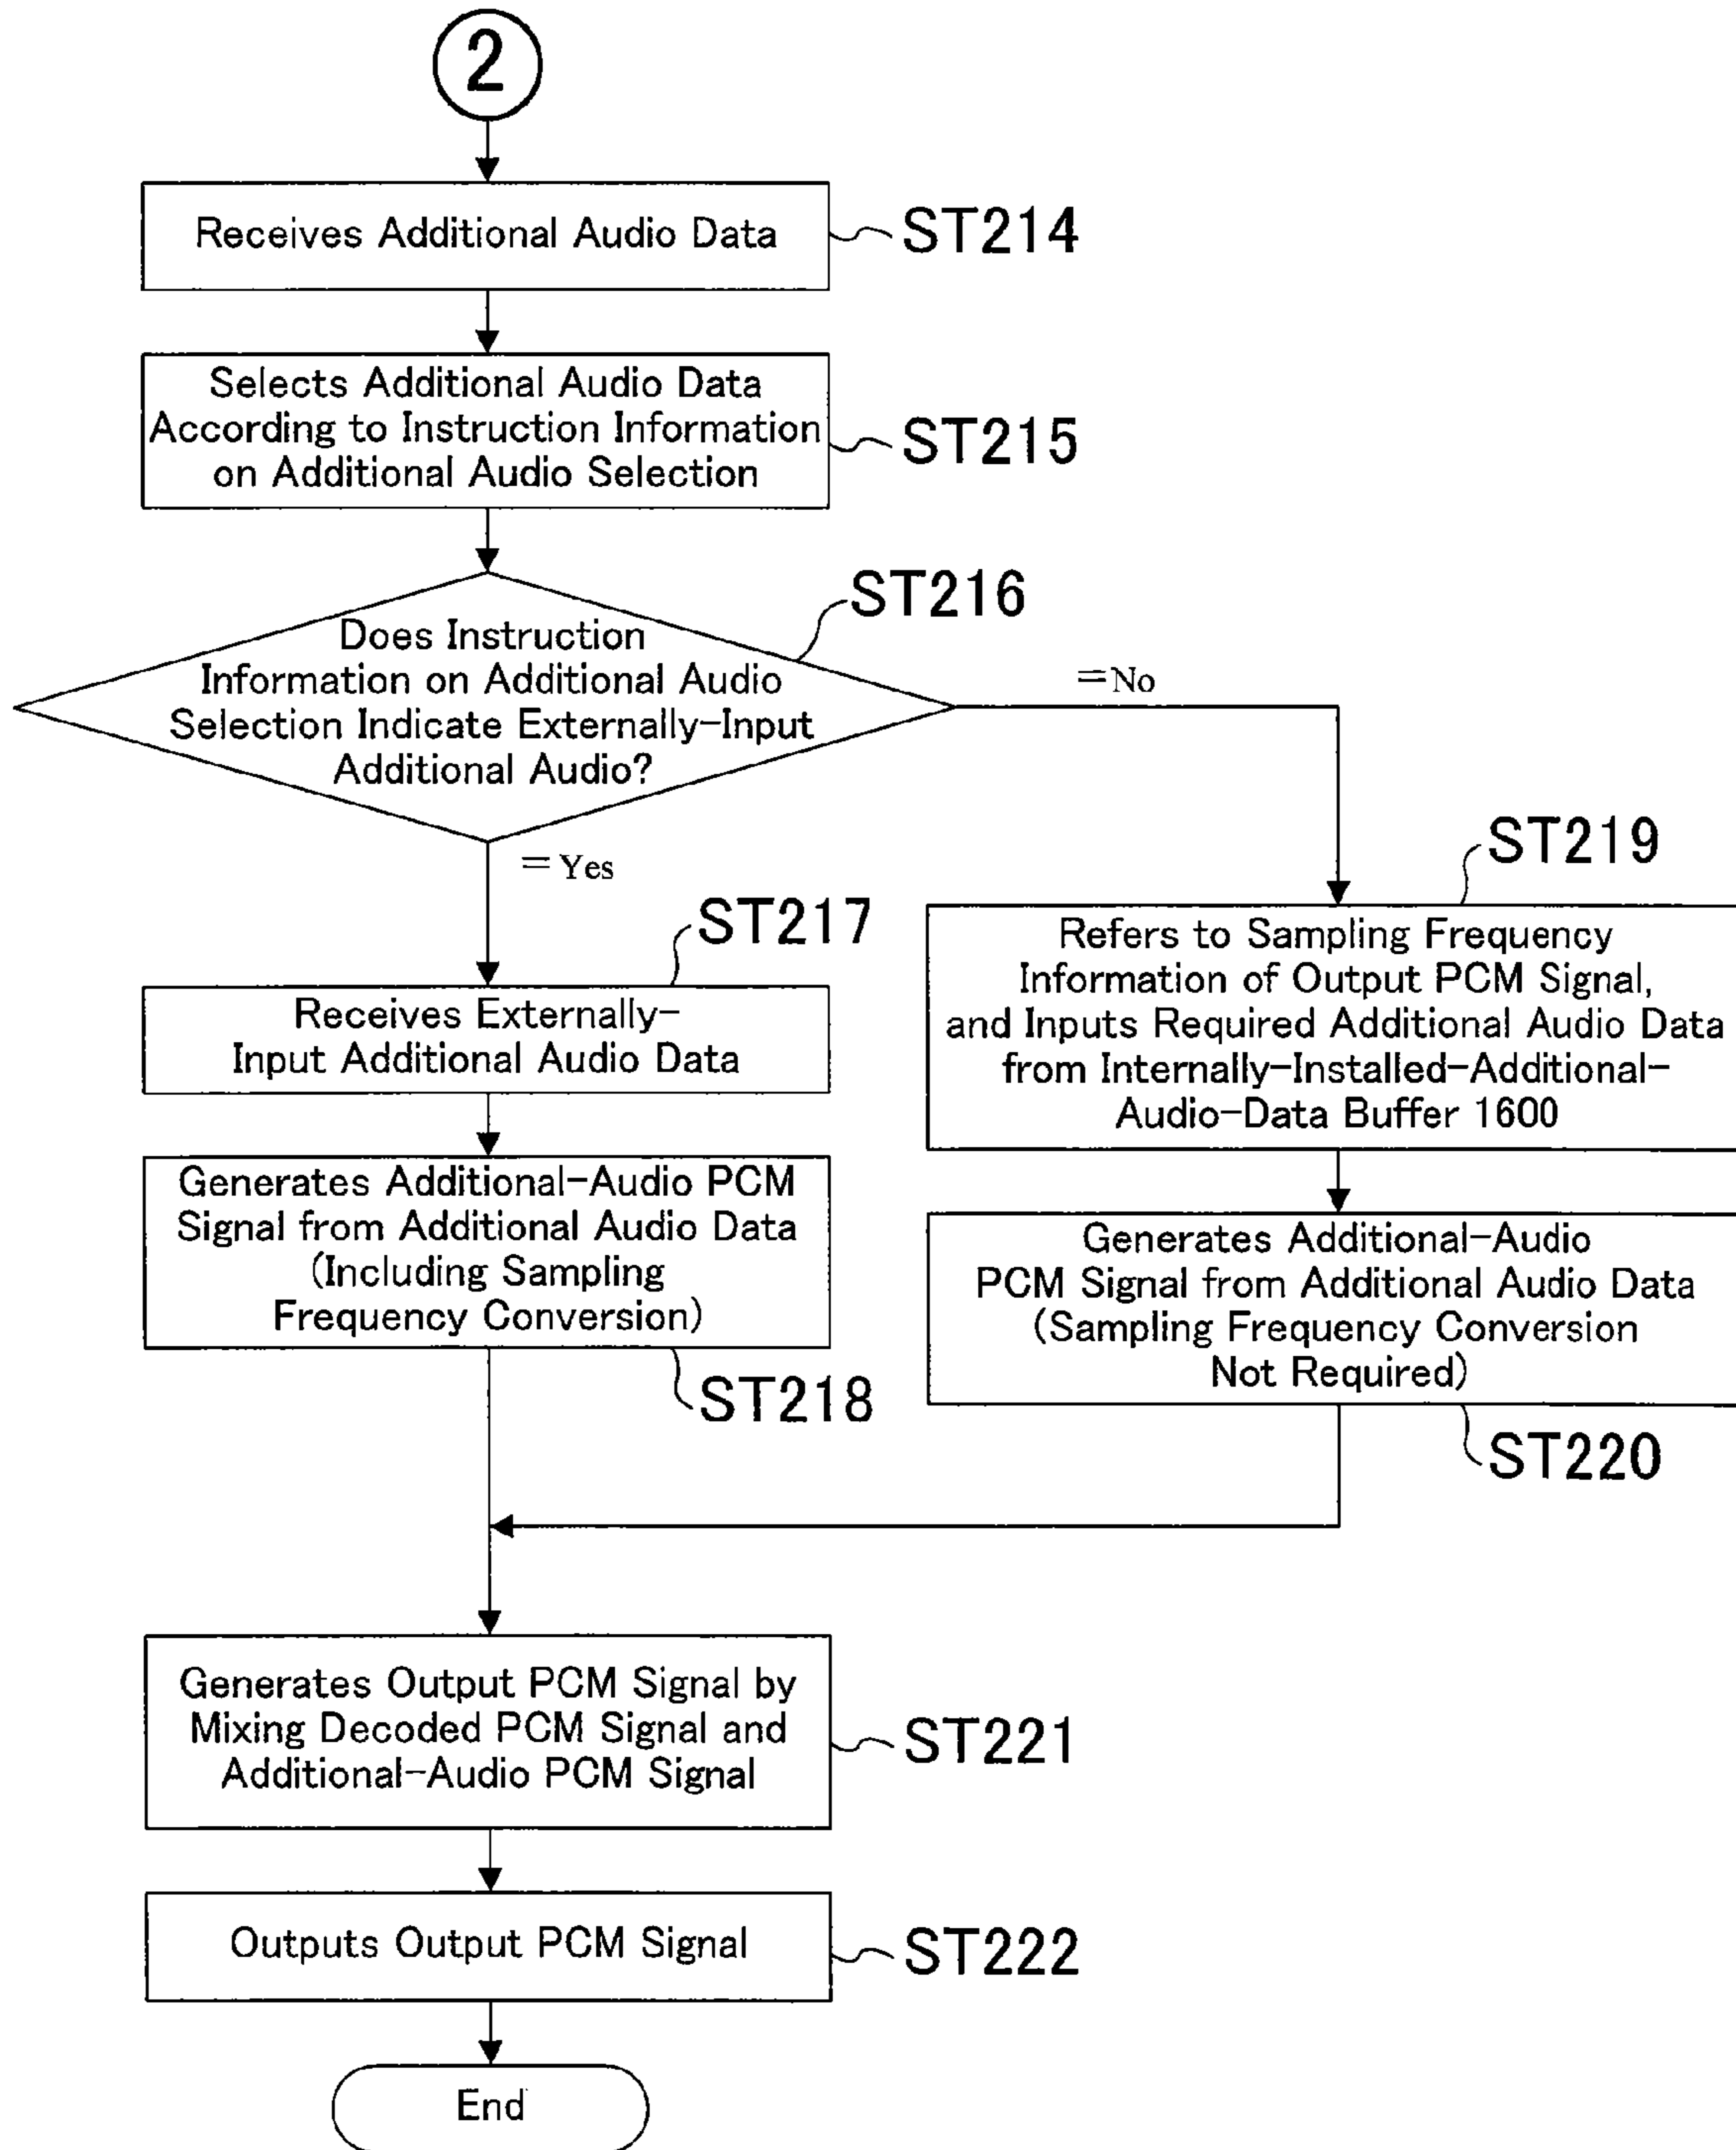 2
Receives Additional Audio Data
ST214
Selects Additional Audio Data
According to Instruction Information
on Additional Audio Selection
ST215
ST216
Does Instruction
Information on Additional Audio
Selection Indicate Externally-Input
Additional Audio?
=No
=Yes
ST217
Receives Externally-
Input Additional Audio Data
Generates Additional-Audio PCM
Signal from Additional Audio Data
(Including Sampling
Frequency Conversion)
ST218
ST219
Refers to Sampling Frequency
Information of Output PCM Signal,
and Inputs Required Additional Audio Data
from Internally-Installed-Additional-
Audio-Data Buffer 1600
Generates Additional-Audio
PCM Signal from Additional Audio Data
(Sampling Frequency Conversion
Not Required)
ST220
Generates Output PCM Signal by
Mixing Decoded PCM Signal and
Additional-Audio PCM Signal
ST221
Outputs Output PCM Signal
ST222
End